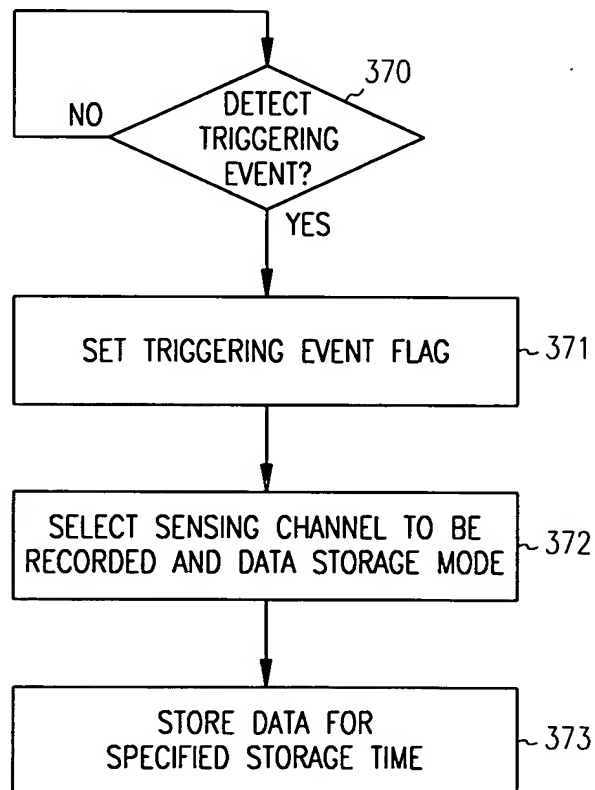 370
DETECT
TRIGGERING
EVENT?
NO
YES
SET TRIGGERING EVENT FLAG
371
SELECT SENSING CHANNEL TO BE
RECORDED AND DATA STORAGE MODE
372
STORE DATA FOR
SPECIFIED STORAGE TIME
373